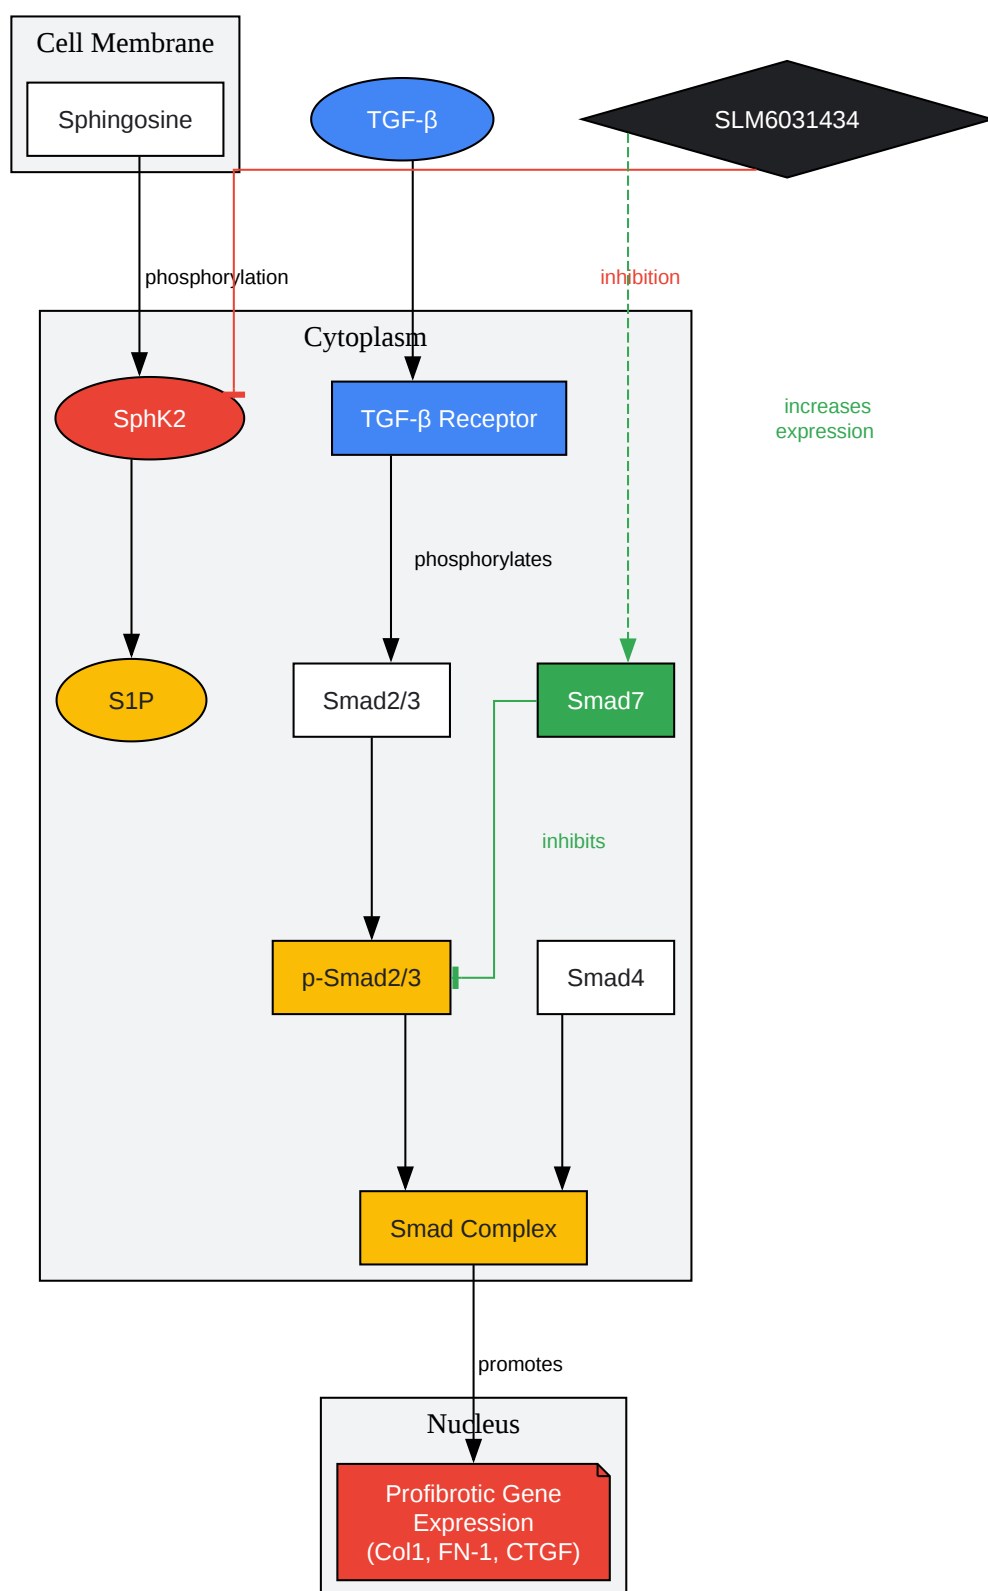 Cell Membrane
Sphingosine
TGF-β
SLM6031434
phosphorylation
inhibition
Cytoplasm
SphK2
TGF-β Receptor
increases
expression
phosphorylates
S1P
Smad2/3
Smad7
inhibits
p-Smad2/3
Smad4
Smad Complex
promotes
Nucleus
Profibrotic Gene
Expression
(Col1, FN-1, CTGF)